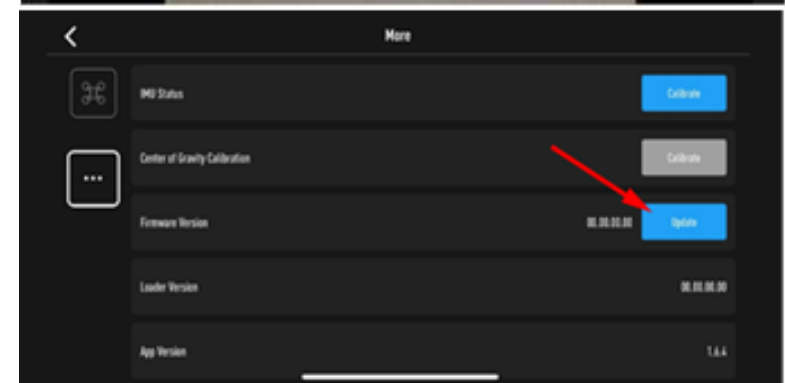 More
IMU Status
Calibrate
Center of Gravity Calibration
Calibrate
Firmware Version
00.00.00.00
Update
Loader Version
00.00.00.00
App Version
1.6.4